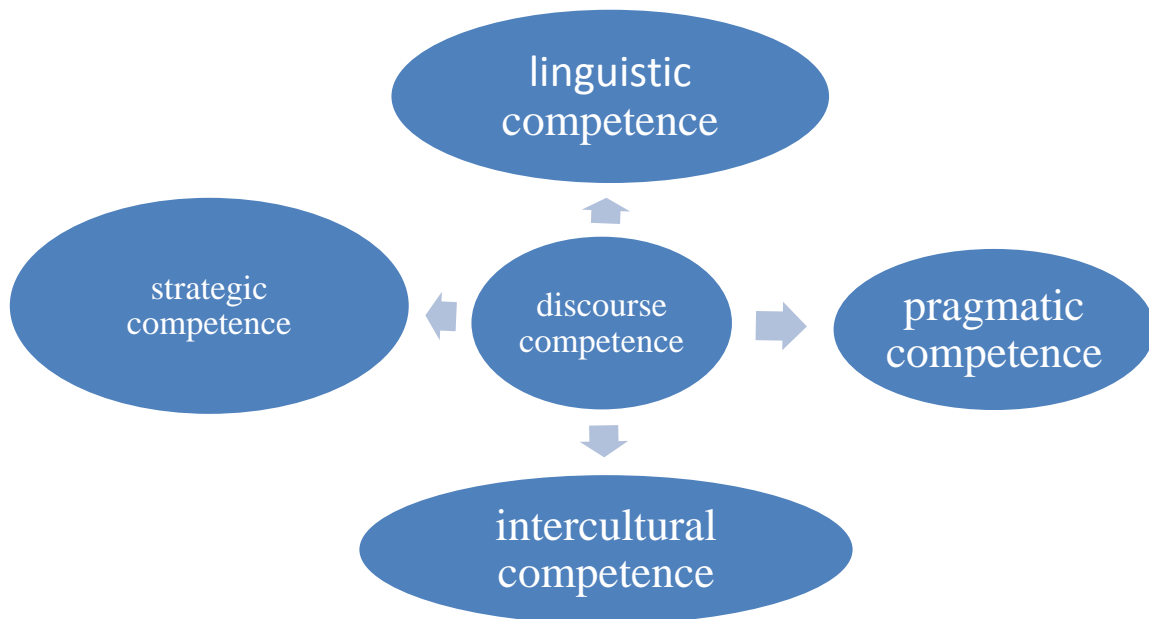 linguistic
competence
strategic
competence
discourse
competence
pragmatic
competence
intercultural
competence